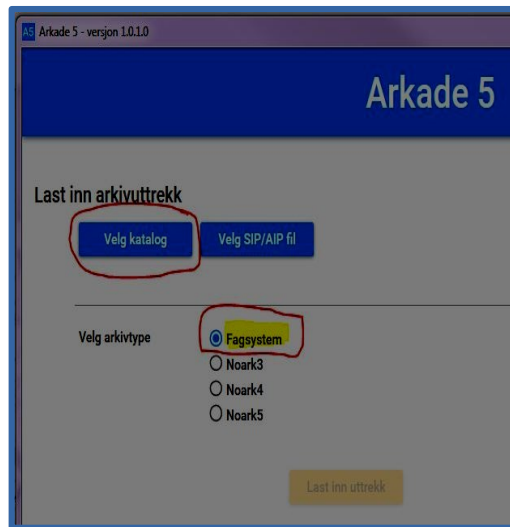 A5 Arkade 5 - versjon 1.0.1.0
Arkade 5
Last inn arkivuttrekk
Velg katalog Velg SIP/AIP fil
Velg arkivtype Fagsystem
Noark3
Noark4
Noark5
Last inn uttrekk